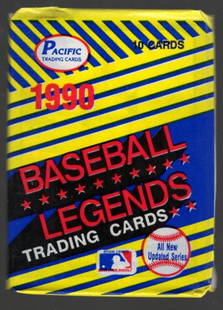 PACIFIC
TRADING CARDS
10 CARDS
1990
BASEBALL
LEGENDS
TRADING CARDS
All New
Updated Series